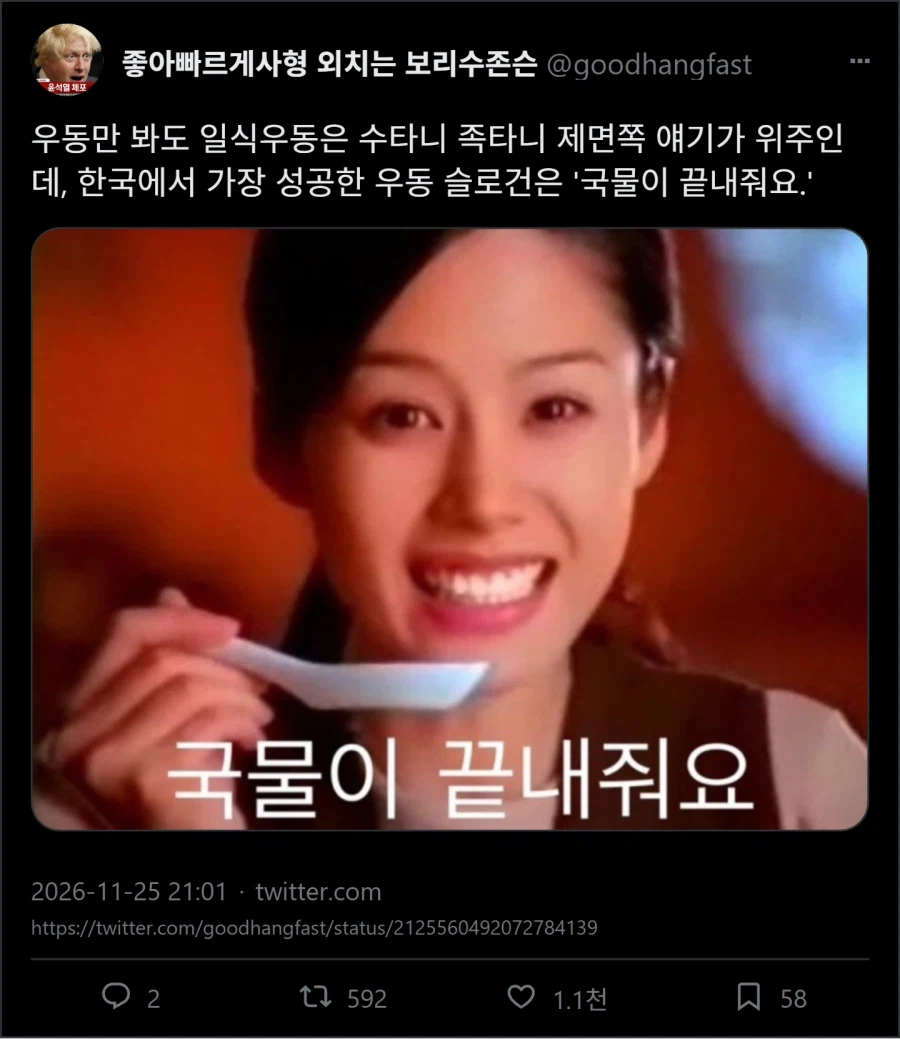 좋아빠르게사형 외치는 보리수존슨 @goodhangfast
윤석열 체포
우동만 봐도 일식우동은 수타니 족타니 제면쪽 얘기가 위주인
데, 한국에서 가장 성공한 우동 슬로건은 '국물이 끝내줘요.'
국물이 끝내줘요
2026-11-25 21:01 · twitter.com
https://twitter.com/goodhangfast/status/2125560492072784139
2 592 1.1천 58